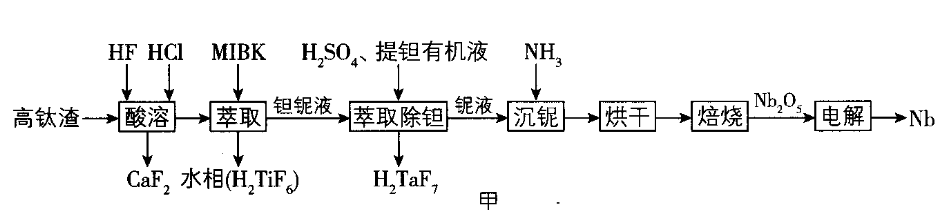 HF HCl MIBK H₂SO₄、提钽有机液 NH₃
高钛渣 酸溶 萃取 钽铌液 萃取除钽 铌液 沉铌 烘干 焙烧 Nb₂O₅ 电解 Nb
CaF₂ 水相(H₂TiF₆) H₂TaF₇
甲